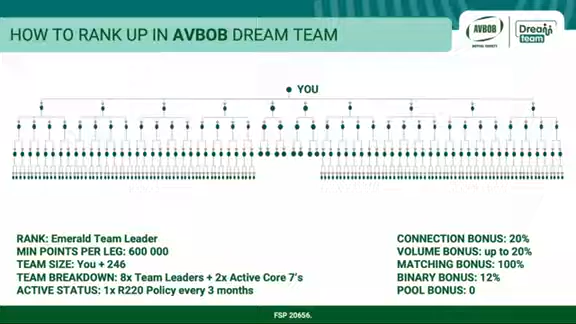 HOW TO RANK UP IN AVBOB DREAM TEAM
AVBOB
MUTUAL SOCIETY
Dream
team
YOU
RANK: Emerald Team Leader
MIN POINTS PER LEG: 600 000
TEAM SIZE: You + 246
TEAM BREAKDOWN: 8x Team Leaders + 2x Active Core 7's
ACTIVE STATUS: 1x R220 Policy every 3 months
CONNECTION BONUS: 20%
VOLUME BONUS: up to 20%
MATCHING BONUS: 100%
BINARY BONUS: 12%
POOL BONUS: 0
FSP 20656.